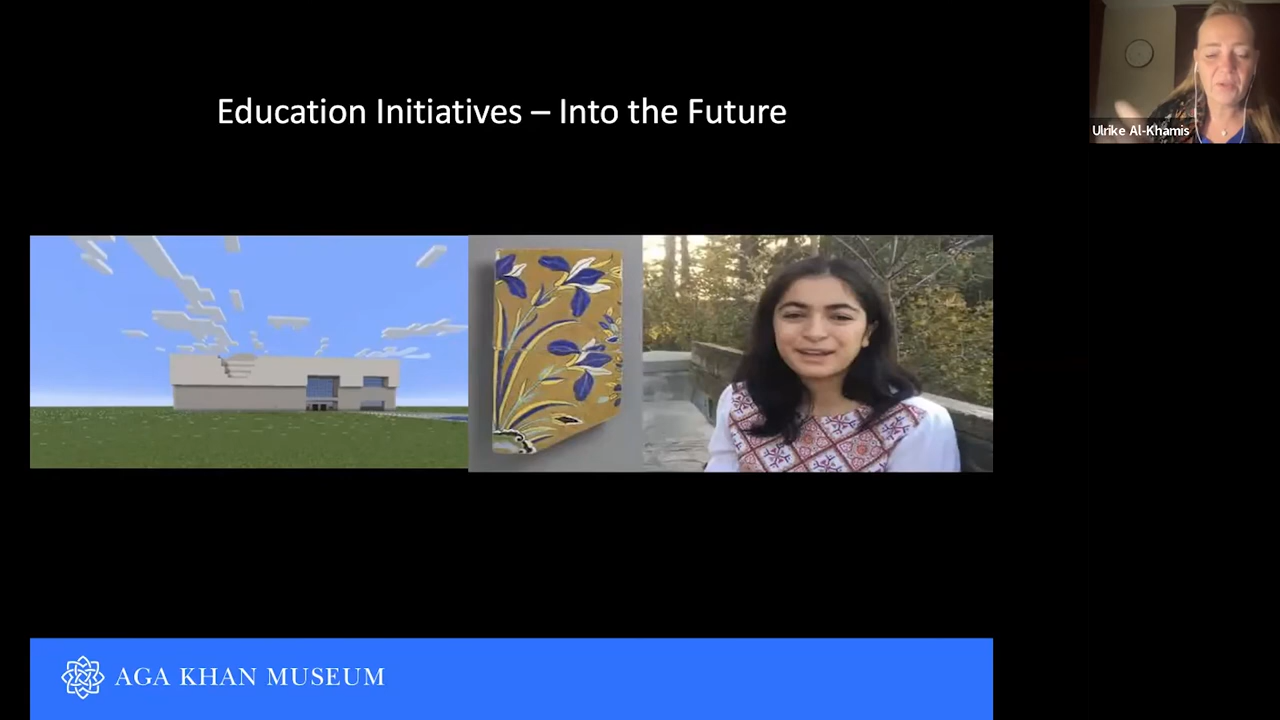 Education Initiatives – Into the Future
Ulrike Al-Khamis
AGA KHAN MUSEUM